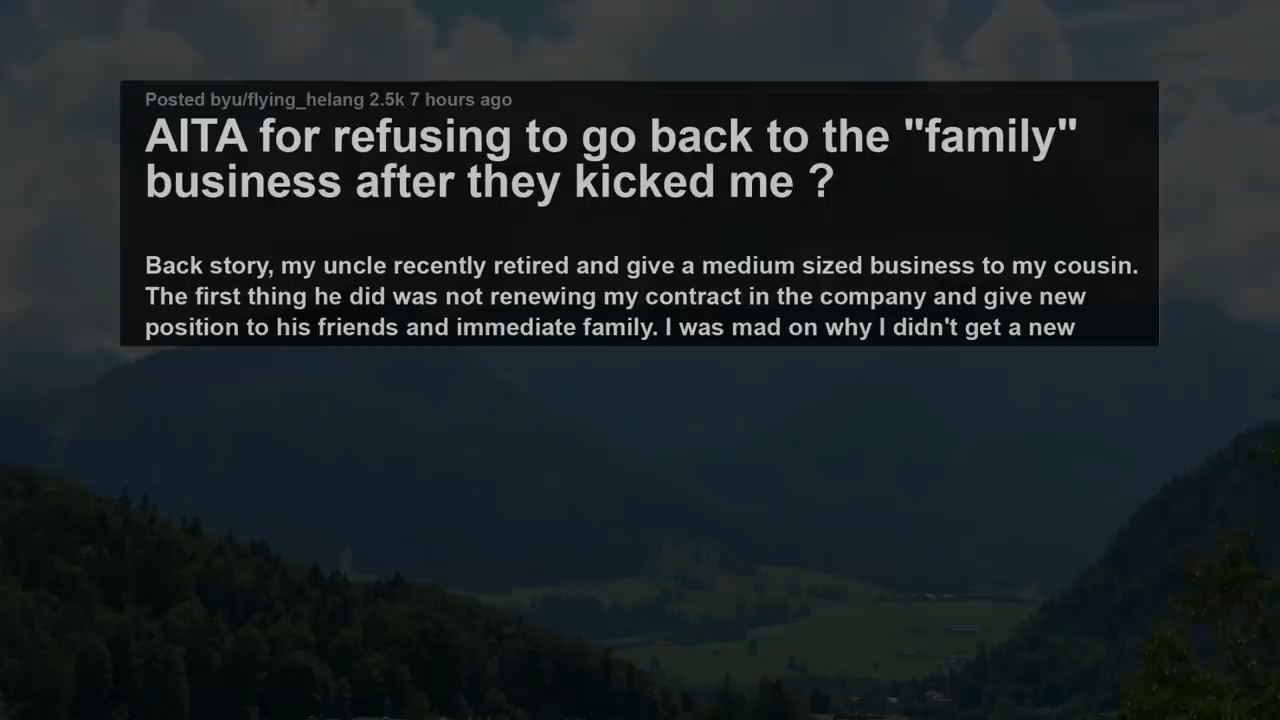 Posted byu/flying_helang 2.5k 7 hours ago
AITA for refusing to go back to the "family"
business after they kicked me ?
Back story, my uncle recently retired and give a medium sized business to my cousin.
The first thing he did was not renewing my contract in the company and give new
position to his friends and immediate family. I was mad on why I didn't get a new